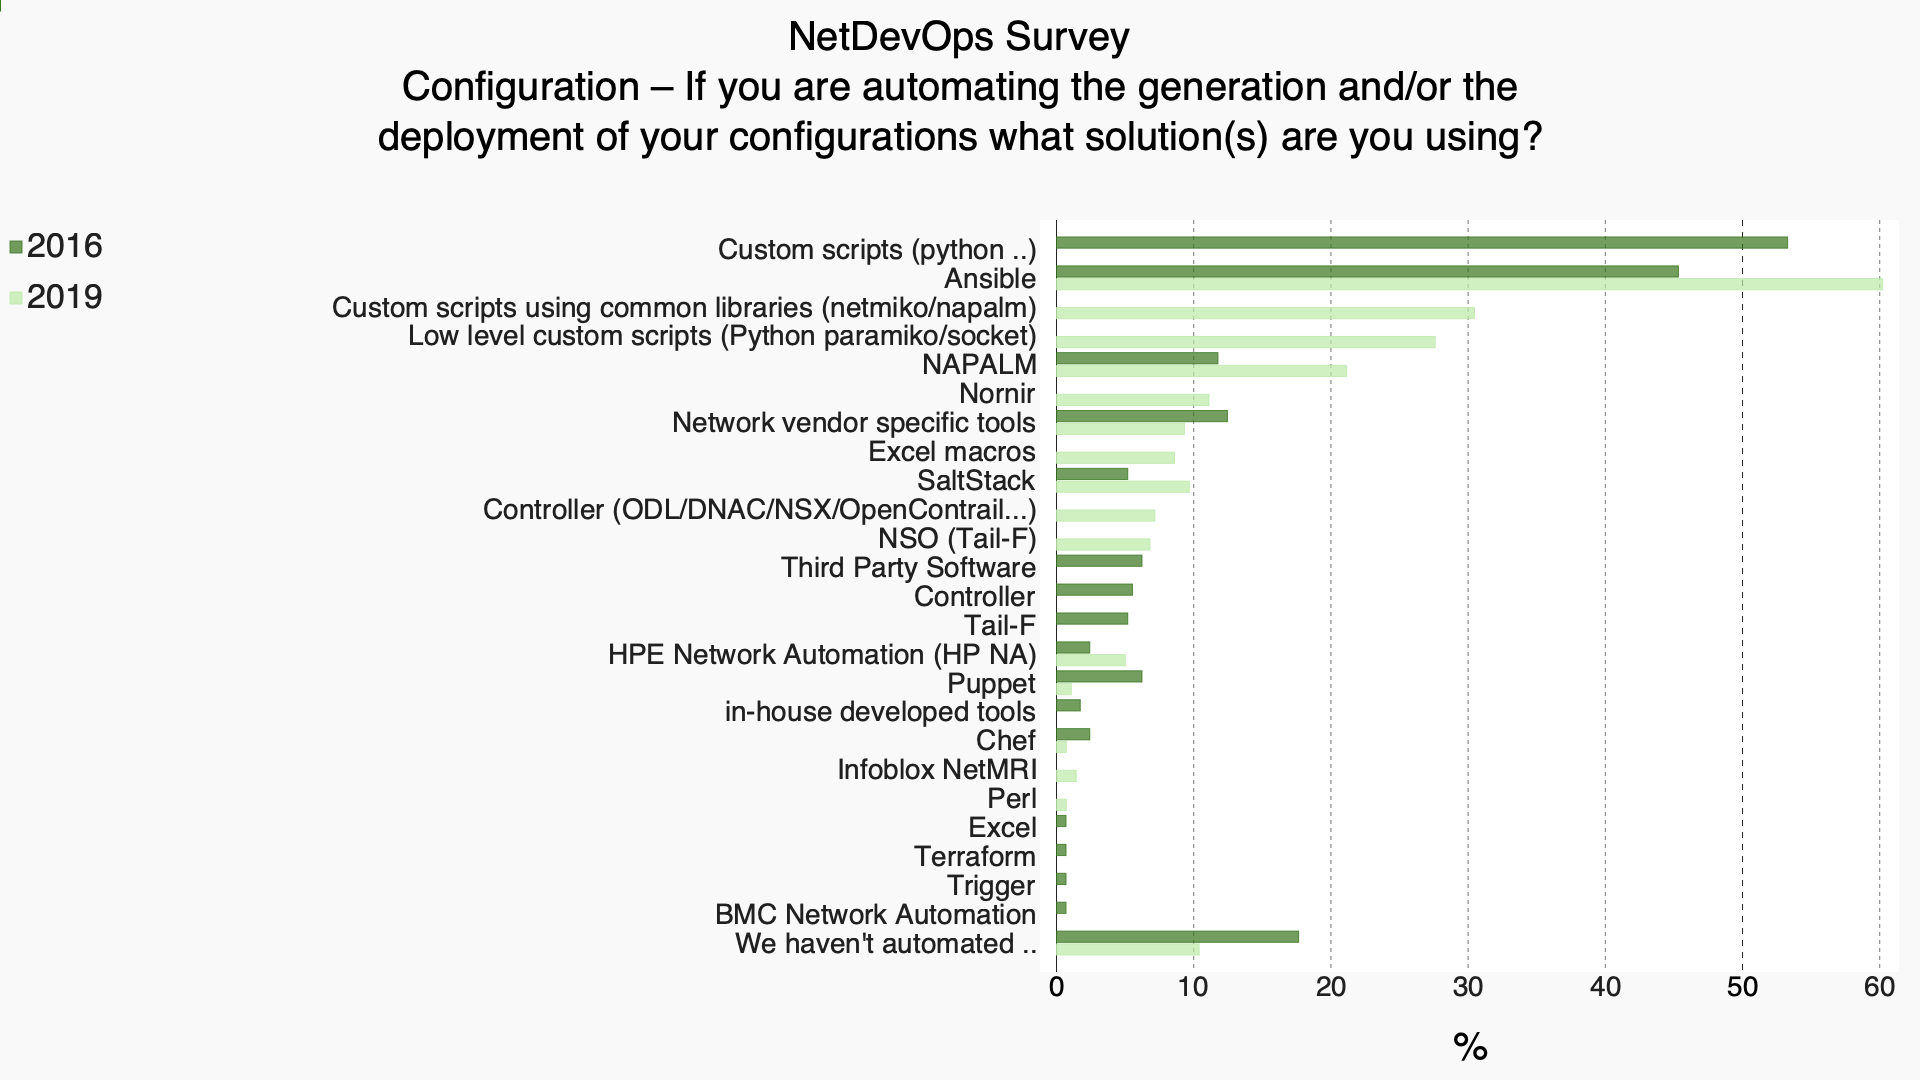 NetDevOps Survey
Configuration – If you are automating the generation and/or the
deployment of your configurations what solution(s) are you using?
2016
2019
Custom scripts (python ..)
Ansible
Custom scripts using common libraries (netmiko/napalm)
Low level custom scripts (Python paramiko/socket)
NAPALM
Nornir
Network vendor specific tools
Excel macros
SaltStack
Controller (ODL/DNAC/NSX/OpenContrail...)
NSO (Tail-F)
Third Party Software
Controller
Tail-F
HPE Network Automation (HP NA)
Puppet
in-house developed tools
Chef
Infoblox NetMRI
Perl
Excel
Terraform
Trigger
BMC Network Automation
We haven't automated ..
0 10 20 30 40 50 60
%